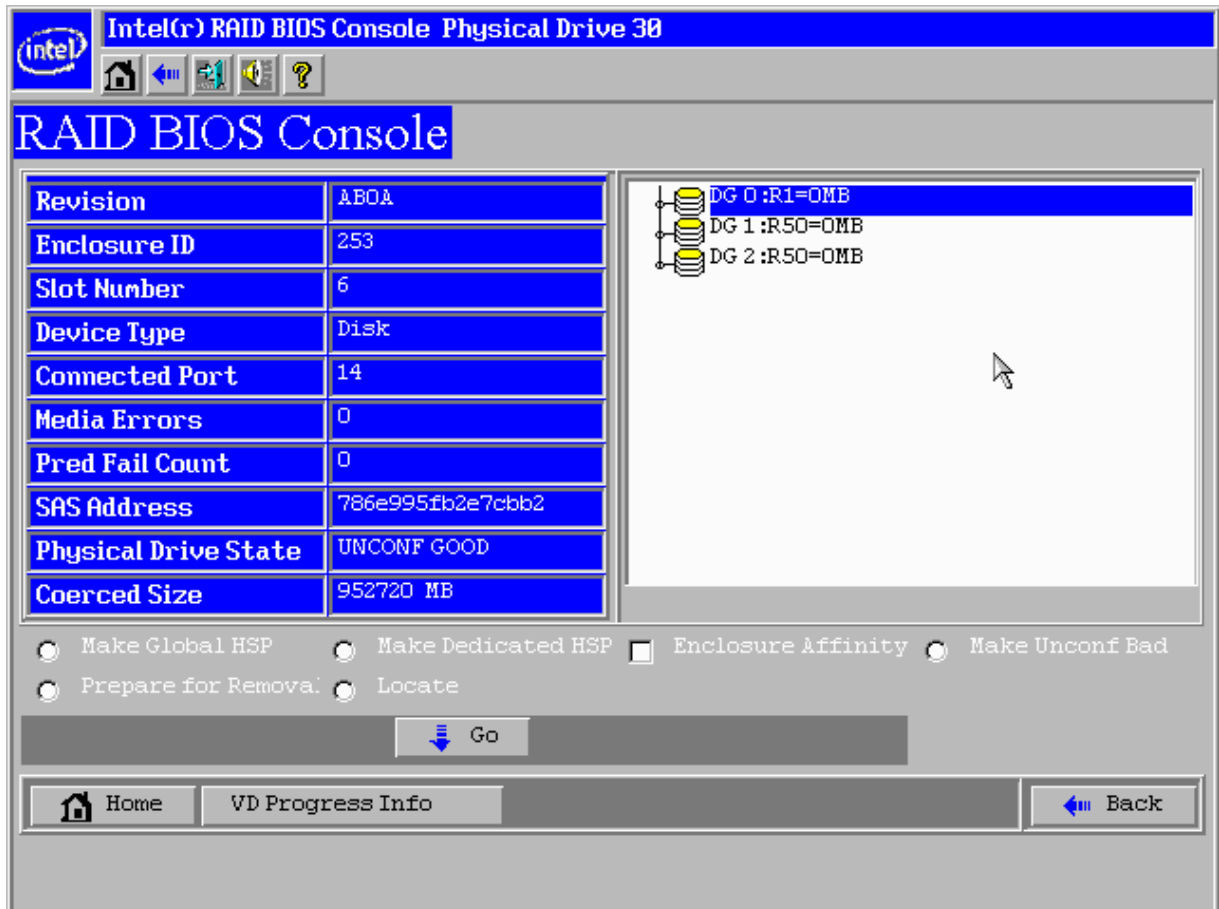 intel
Intel(r) RAID BIOS Console Physical Drive 30
RAID BIOS Console
Revision AB0A
Enclosure ID 253
Slot Number 6
Device Type Disk
Connected Port 14
Media Errors 0
Pred Fail Count 0
SAS Address 786e995fb2e7cbb2
Physical Drive State UNCONF GOOD
Coerced Size 952720 MB
DG 0:R1=0MB
DG 1:R50=0MB
DG 2:R50=0MB
Make Global HSP Make Dedicated HSP Enclosure Affinity Make Unconf Bad
Prepare for Removal Locate
Go
Home VD Progress Info Back